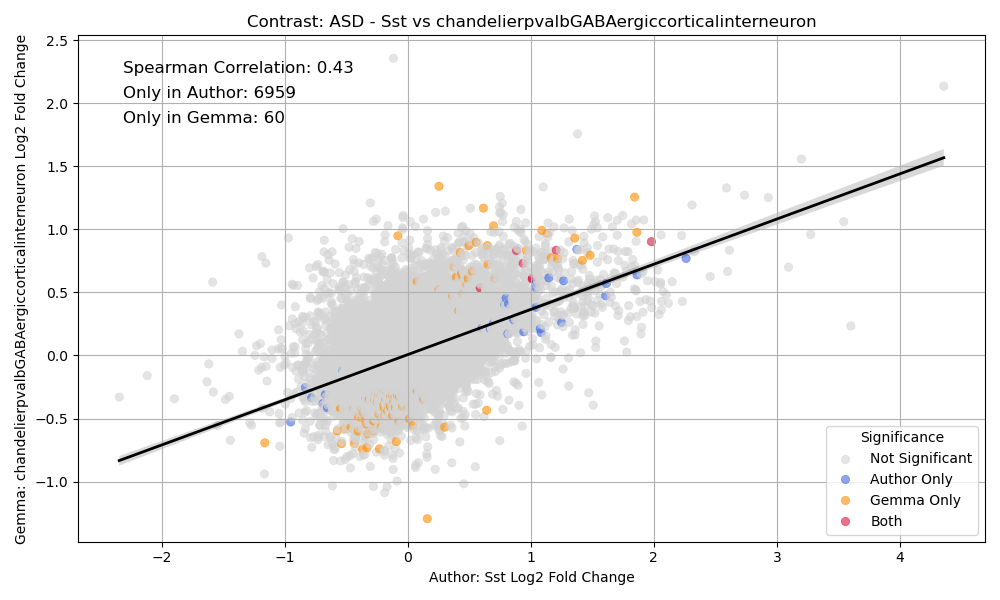 Contrast: ASD - Sst vs chandelierpvalbGABAergiccorticalinterneuron
Gemma: chandelierpvalbGABAergiccorticalinterneuron Log2 Fold Change
2.5
2.0
1.5
1.0
0.5
0.0
−0.5
−1.0
Spearman Correlation: 0.43
Only in Author: 6959
Only in Gemma: 60
Significance
Not Significant
Author Only
Gemma Only
Both
−2
−1
0
1
2
3
4
Author: Sst Log2 Fold Change